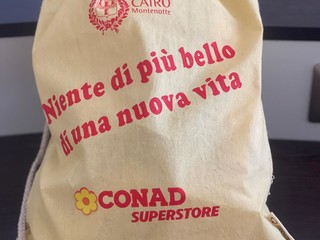 CAIRO
Montenotte
Niente di più bello
di una nuova vita
CONAD
SUPERSTORE